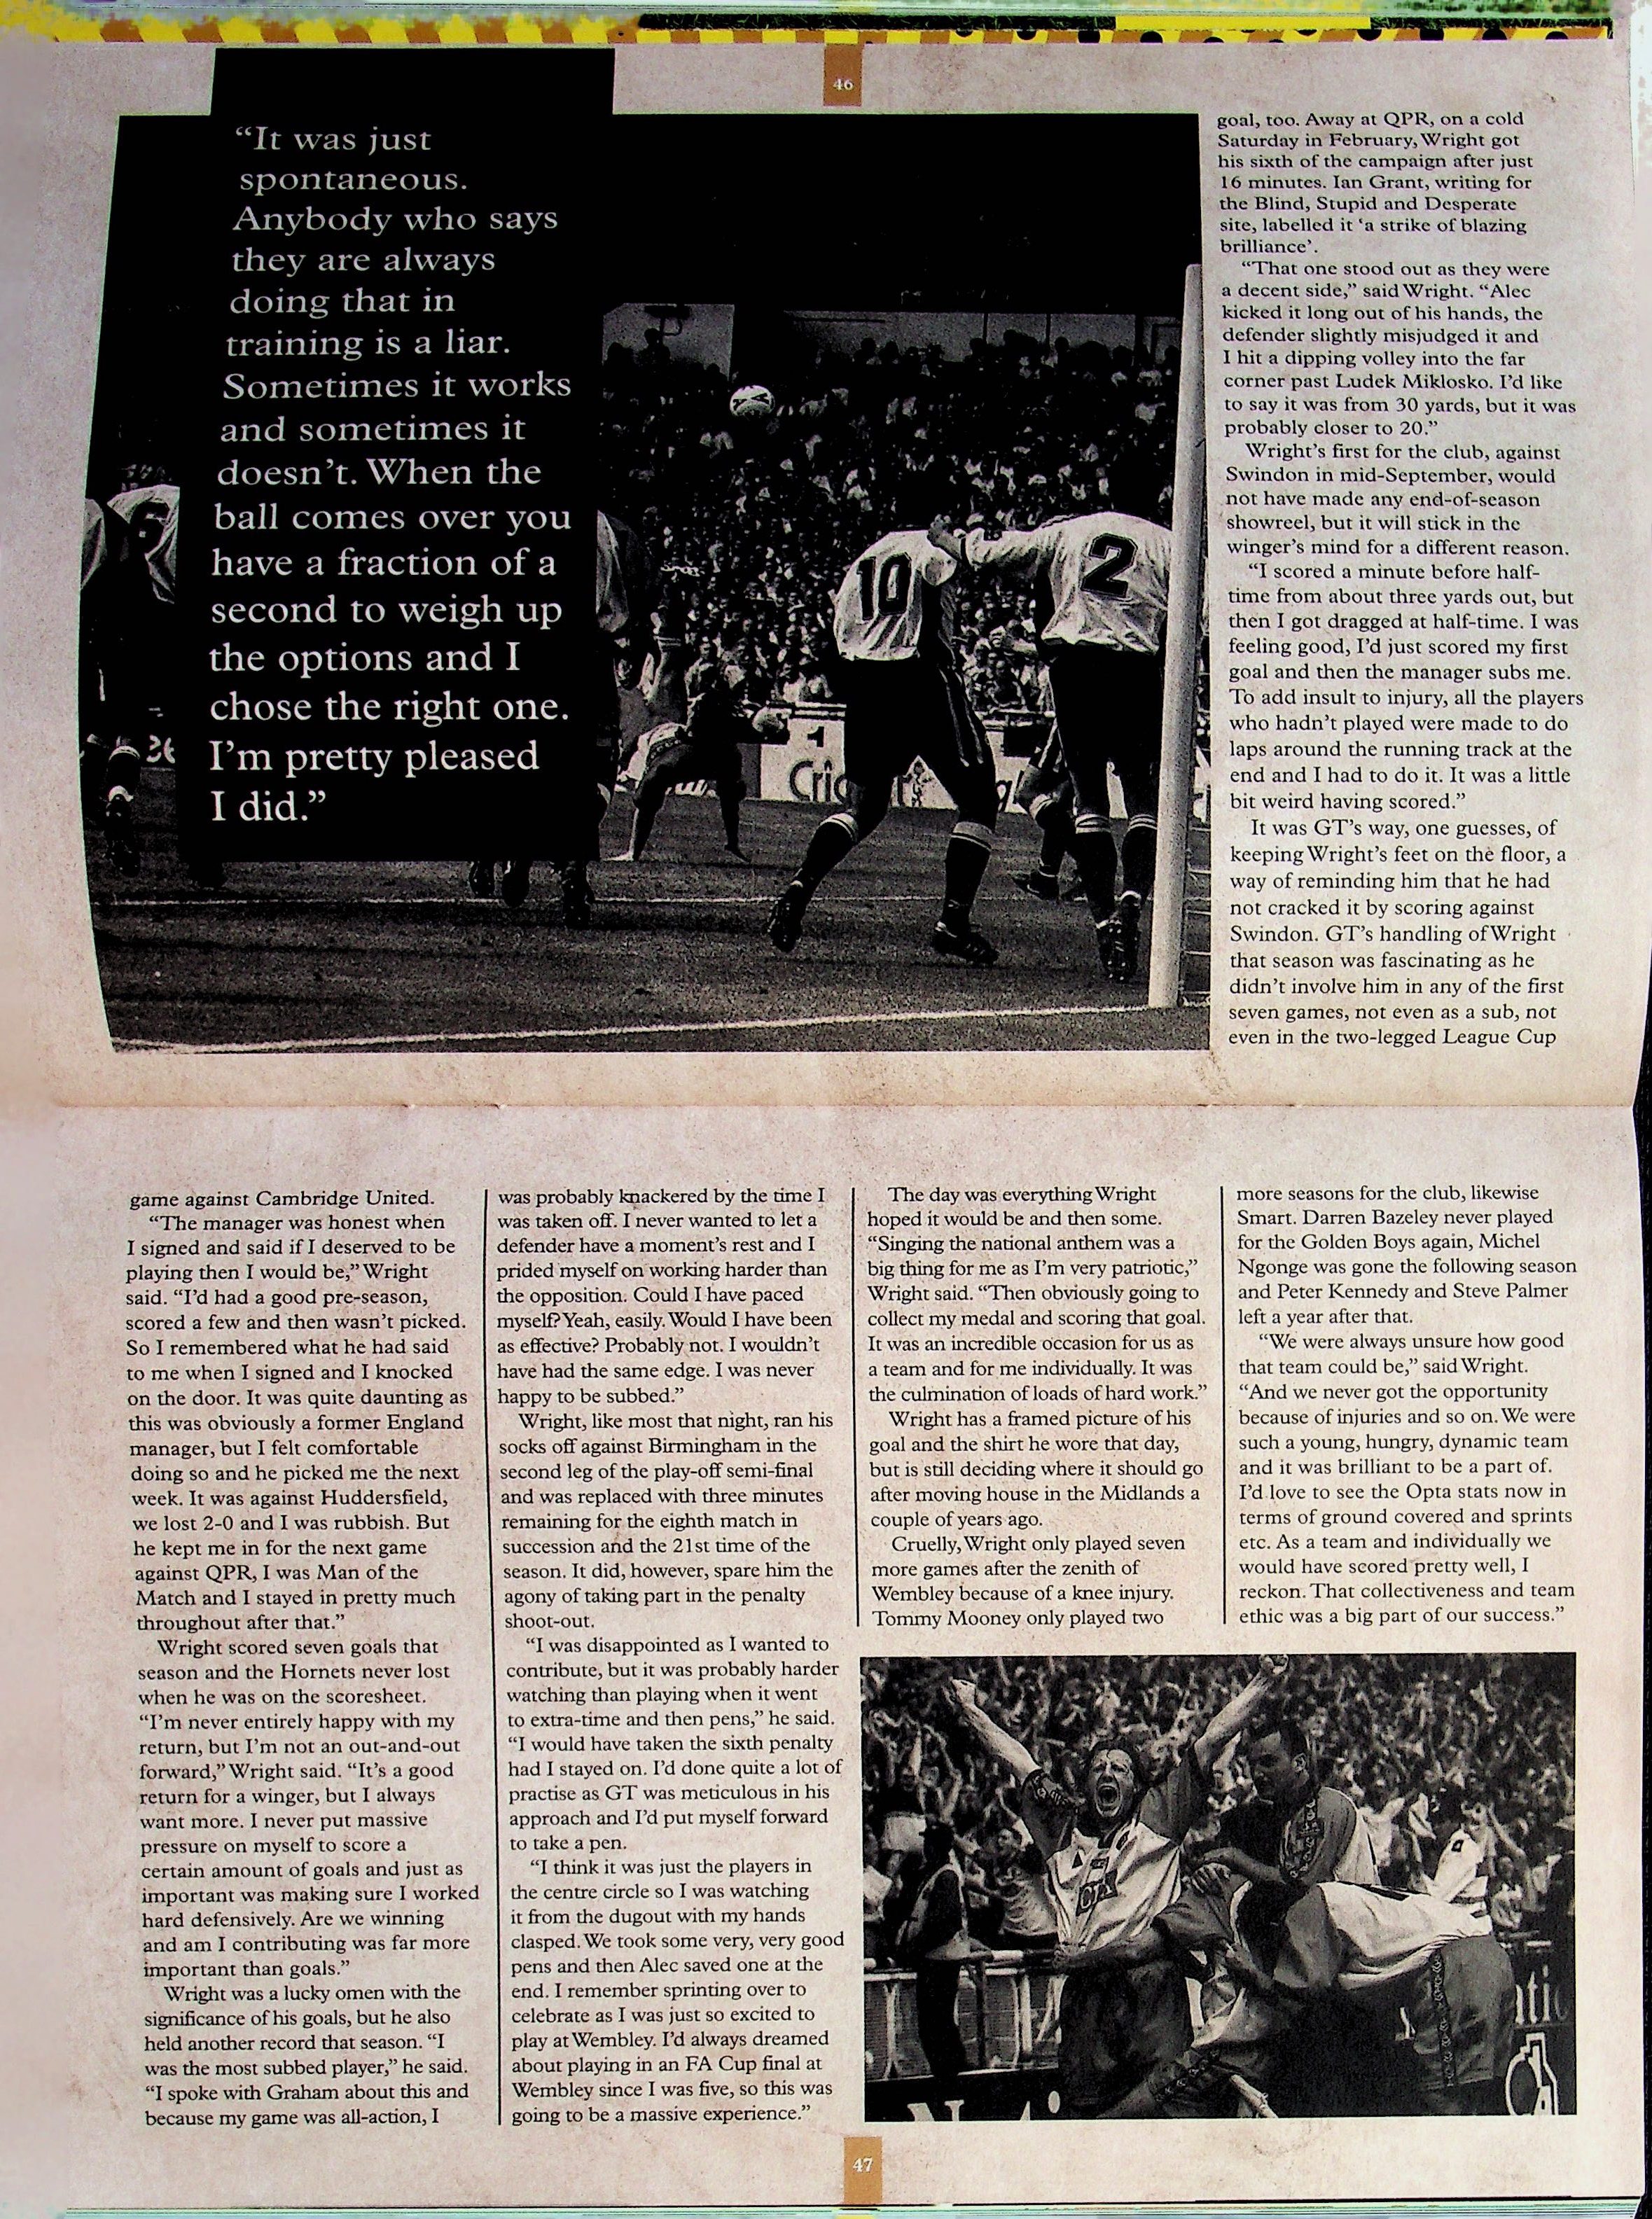 46
“It was just
spontaneous.
Anybody who says
they are always
doing that in
training is a liar.
Sometimes it works
and sometimes it
doesn’t. When the
ball comes over you
have a fraction of a
second to weigh up
the options and I
chose the right one.
I’m pretty pleased
I did.”
6
10
2
goal, too. Away at QPR, on a cold
Saturday in February, Wright got
his sixth of the campaign after just
16 minutes. Ian Grant, writing for
the Blind, Stupid and Desperate
site, labelled it ‘a strike of blazing
brilliance’.
“That one stood out as they were
a decent side,” said Wright. “Alec
kicked it long out of his hands, the
defender slightly misjudged it and
I hit a dipping volley into the far
corner past Ludek Miklosko. I’d like
to say it was from 30 yards, but it was
probably closer to 20.”
Wright’s first for the club, against
Swindon in mid-September, would
not have made any end-of-season
showreel, but it will stick in the
winger’s mind for a different reason.
“I scored a minute before half-
time from about three yards out, but
then I got dragged at half-time. I was
feeling good, I’d just scored my first
goal and then the manager subs me.
To add insult to injury, all the players
who hadn’t played were made to do
laps around the running track at the
end and I had to do it. It was a little
bit weird having scored.”
It was GT’s way, one guesses, of
keeping Wright’s feet on the floor, a
way of reminding him that he had
not cracked it by scoring against
Swindon. GT’s handling of Wright
that season was fascinating as he
didn’t involve him in any of the first
seven games, not even as a sub, not
even in the two-legged League Cup
game against Cambridge United.
“The manager was honest when
I signed and said if I deserved to be
playing then I would be,” Wright
said. “I’d had a good pre-season,
scored a few and then wasn’t picked.
So I remembered what he had said
to me when I signed and I knocked
on the door. It was quite daunting as
this was obviously a former England
manager, but I felt comfortable
doing so and he picked me the next
week. It was against Huddersfield,
we lost 2-0 and I was rubbish. But
he kept me in for the next game
against QPR, I was Man of the
Match and I stayed in pretty much
throughout after that.”
Wright scored seven goals that
season and the Hornets never lost
when he was on the scoresheet.
“I’m never entirely happy with my
return, but I’m not an out-and-out
forward,” Wright said. “It’s a good
return for a winger, but I always
want more. I never put massive
pressure on myself to score a
certain amount of goals and just as
important was making sure I worked
hard defensively. Are we winning
and am I contributing was far more
important than goals.”
Wright was a lucky omen with the
significance of his goals, but he also
held another record that season. “I
was the most subbed player,” he said.
“I spoke with Graham about this and
because my game was all-action, I
was probably knackered by the time I
was taken off. I never wanted to let a
defender have a moment’s rest and I
prided myself on working harder than
the opposition. Could I have paced
myself? Yeah, easily. Would I have been
as effective? Probably not. I wouldn’t
have had the same edge. I was never
happy to be subbed.”
Wright, like most that night, ran his
socks off against Birmingham in the
second leg of the play-off semi-final
and was replaced with three minutes
remaining for the eighth match in
succession and the 21st time of the
season. It did, however, spare him the
agony of taking part in the penalty
shoot-out.
“I was disappointed as I wanted to
contribute, but it was probably harder
watching than playing when it went
to extra-time and then pens,” he said.
“I would have taken the sixth penalty
had I stayed on. I’d done quite a lot of
practise as GT was meticulous in his
approach and I’d put myself forward
to take a pen.
“I think it was just the players in
the centre circle so I was watching
it from the dugout with my hands
clasped. We took some very, very good
pens and then Alec saved one at the
end. I remember sprinting over to
celebrate as I was just so excited to
play at Wembley. I’d always dreamed
about playing in an FA Cup final at
Wembley since I was five, so this was
going to be a massive experience.”
The day was everything Wright
hoped it would be and then some.
“Singing the national anthem was a
big thing for me as I’m very patriotic,”
Wright said. “Then obviously going to
collect my medal and scoring that goal.
It was an incredible occasion for us as
a team and for me individually. It was
the culmination of loads of hard work.”
Wright has a framed picture of his
goal and the shirt he wore that day,
but is still deciding where it should go
after moving house in the Midlands a
couple of years ago.
Cruelly, Wright only played seven
more games after the zenith of
Wembley because of a knee injury.
Tommy Mooney only played two
more seasons for the club, likewise
Smart. Darren Bazeley never played
for the Golden Boys again, Michel
Ngonge was gone the following season
and Peter Kennedy and Steve Palmer
left a year after that.
“We were always unsure how good
that team could be,” said Wright.
“And we never got the opportunity
because of injuries and so on. We were
such a young, hungry, dynamic team
and it was brilliant to be a part of.
I’d love to see the Opta stats now in
terms of ground covered and sprints
etc. As a team and individually we
would have scored pretty well, I
reckon. That collectiveness and team
ethic was a big part of our success.”
47